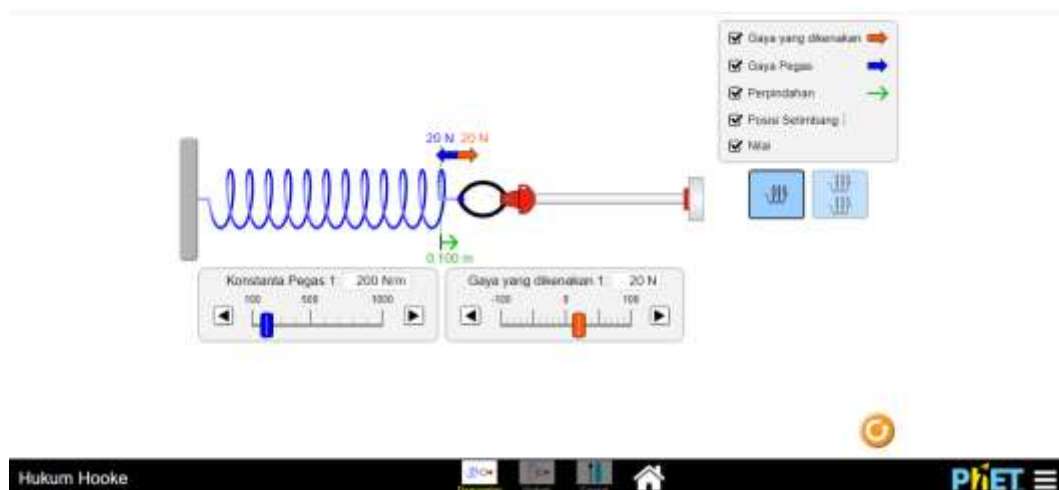 Gaya yang dikenakan
Gaya Pegas
Perpindahan
Posisi Setimbang
Nilai
20 N 20 N
0,100 m
Konstanta Pegas 1: 200 N/m
100 500 1000
Gaya yang dikenakan 1: 20 N
-100 0 100
Hukum Hooke
PhET